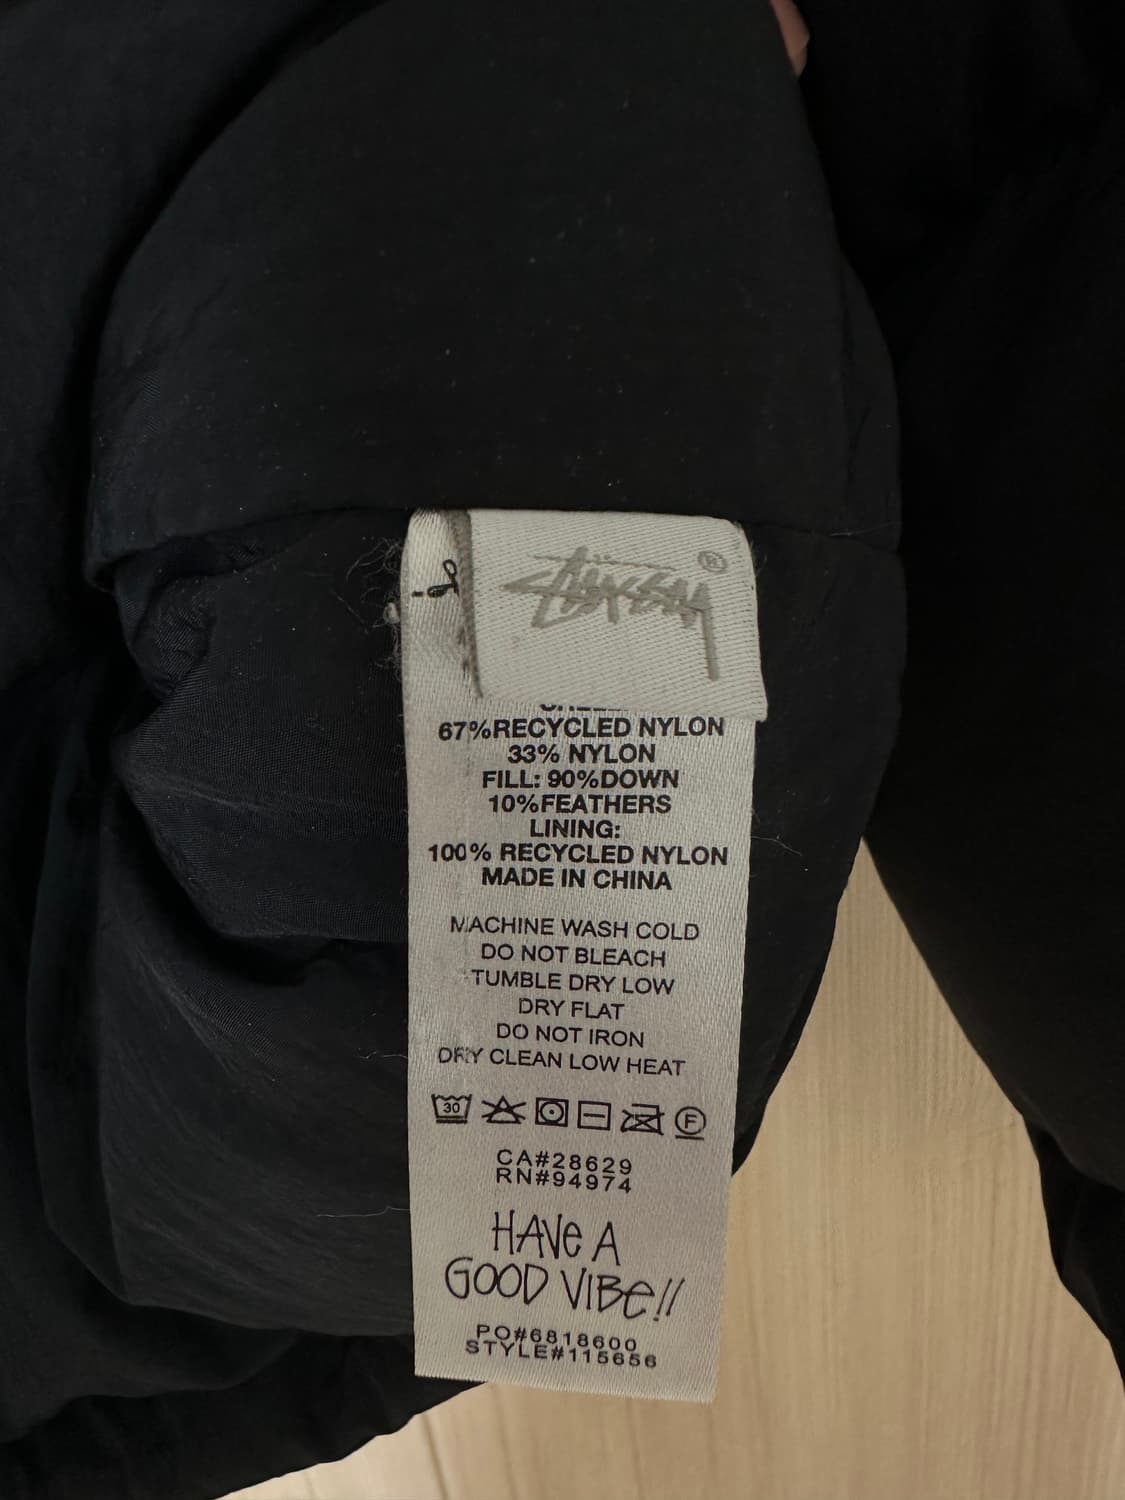 STÜSSY ®
67%RECYCLED NYLON
33% NYLON
FILL: 90%DOWN
10%FEATHERS
LINING:
100% RECYCLED NYLON
MADE IN CHINA
MACHINE WASH COLD
DO NOT BLEACH
TUMBLE DRY LOW
DRY FLAT
DO NOT IRON
DRY CLEAN LOW HEAT
30
F
CA#28629
RN#94974
HAVE A
GOOD VIBE!!
PO#6818600
STYLE#115656